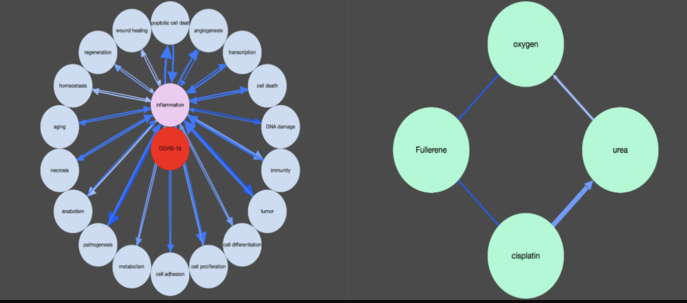 poptotic cell death
wound healing
angiogenesis
regeneration
transcription
homeostasis
cell death
inflammation
aging
DNA damage
COVID-19
necrosis
immunity
anabolism
tumor
pathogenesis
cell differentiation
metabolism
cell adhesion
cell proliferation
oxygen
Fullerene
urea
cisplatin